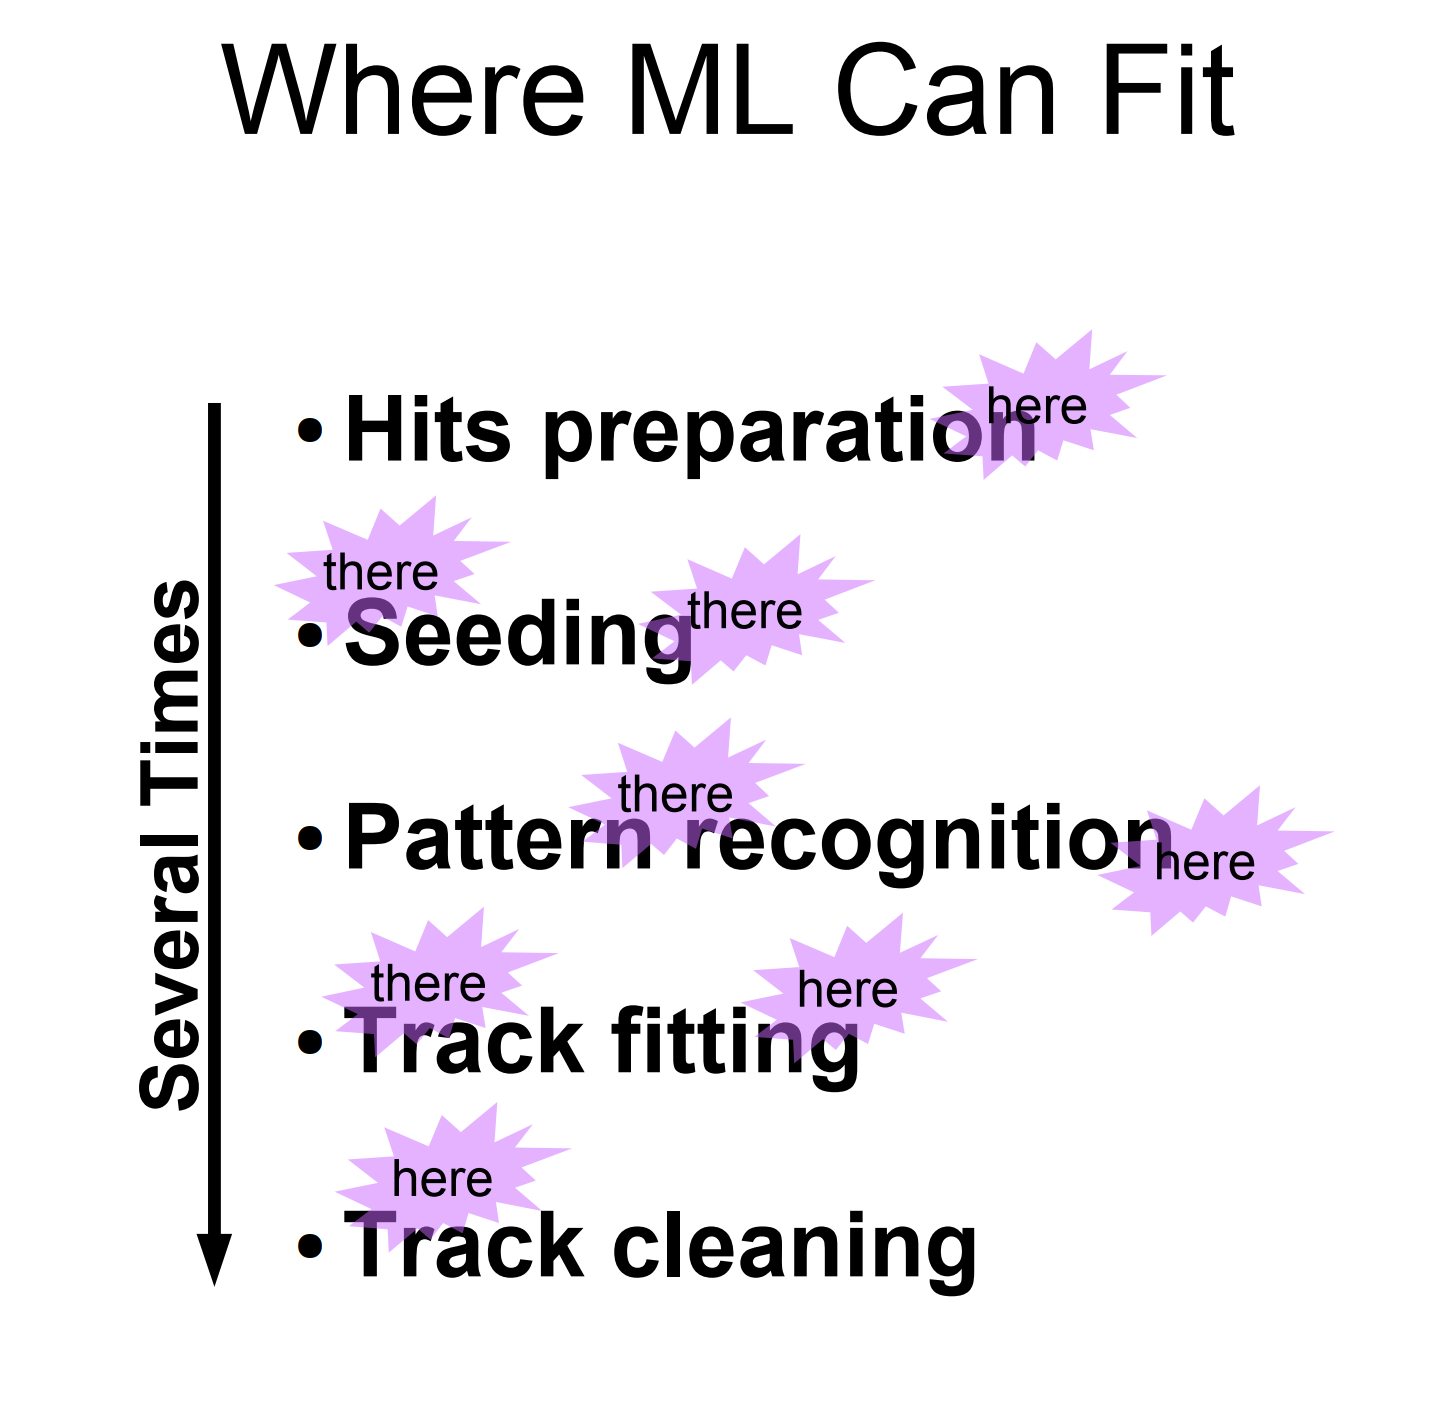 Where ML Can Fit
• Hits preparation
here
there
there
• Seeding
there
• Pattern recognition
here
there
here
• Track fitting
here
• Track cleaning
Several Times